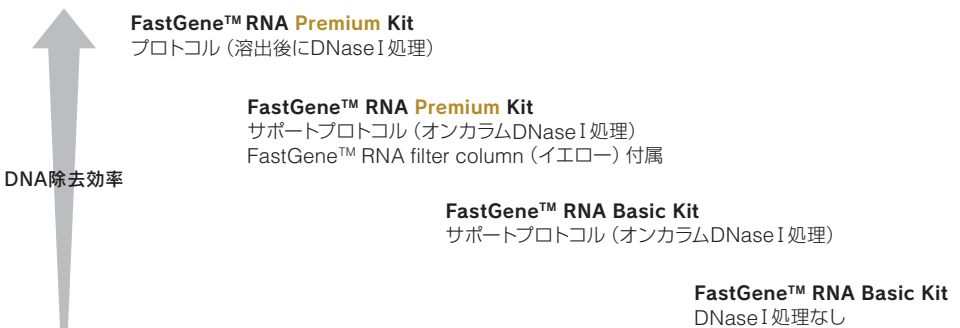 FastGene™ RNA Premium Kit
プロトコル（溶出後にDNaseⅠ処理）
FastGene™ RNA Premium Kit
サポートプロトコル（オンカラムDNaseⅠ処理）
FastGene™ RNA filter column（イエロー）付属
DNA除去効率
FastGene™ RNA Basic Kit
サポートプロトコル（オンカラムDNaseⅠ処理）
FastGene™ RNA Basic Kit
DNaseⅠ処理なし